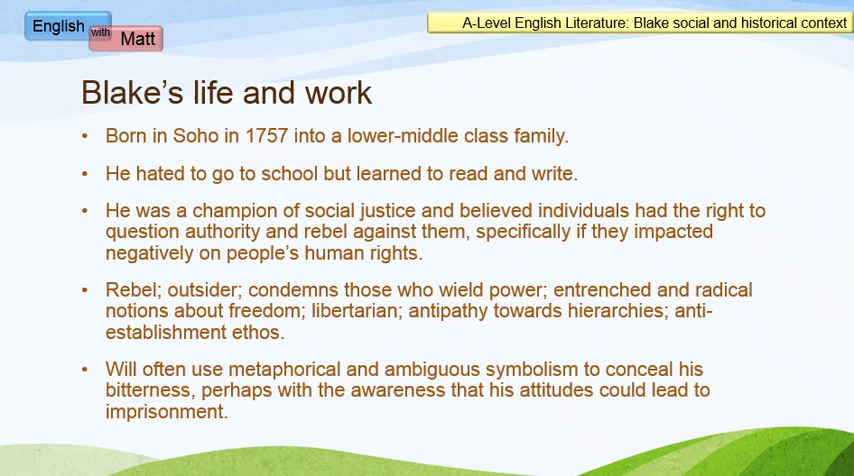 English with Matt
A-Level English Literature: Blake social and historical context
Blake’s life and work
• Born in Soho in 1757 into a lower-middle class family.
• He hated to go to school but learned to read and write.
• He was a champion of social justice and believed individuals had the right to
question authority and rebel against them, specifically if they impacted
negatively on people’s human rights.
• Rebel; outsider; condemns those who wield power; entrenched and radical
notions about freedom; libertarian; antipathy towards hierarchies; anti-
establishment ethos.
• Will often use metaphorical and ambiguous symbolism to conceal his
bitterness, perhaps with the awareness that his attitudes could lead to
imprisonment.